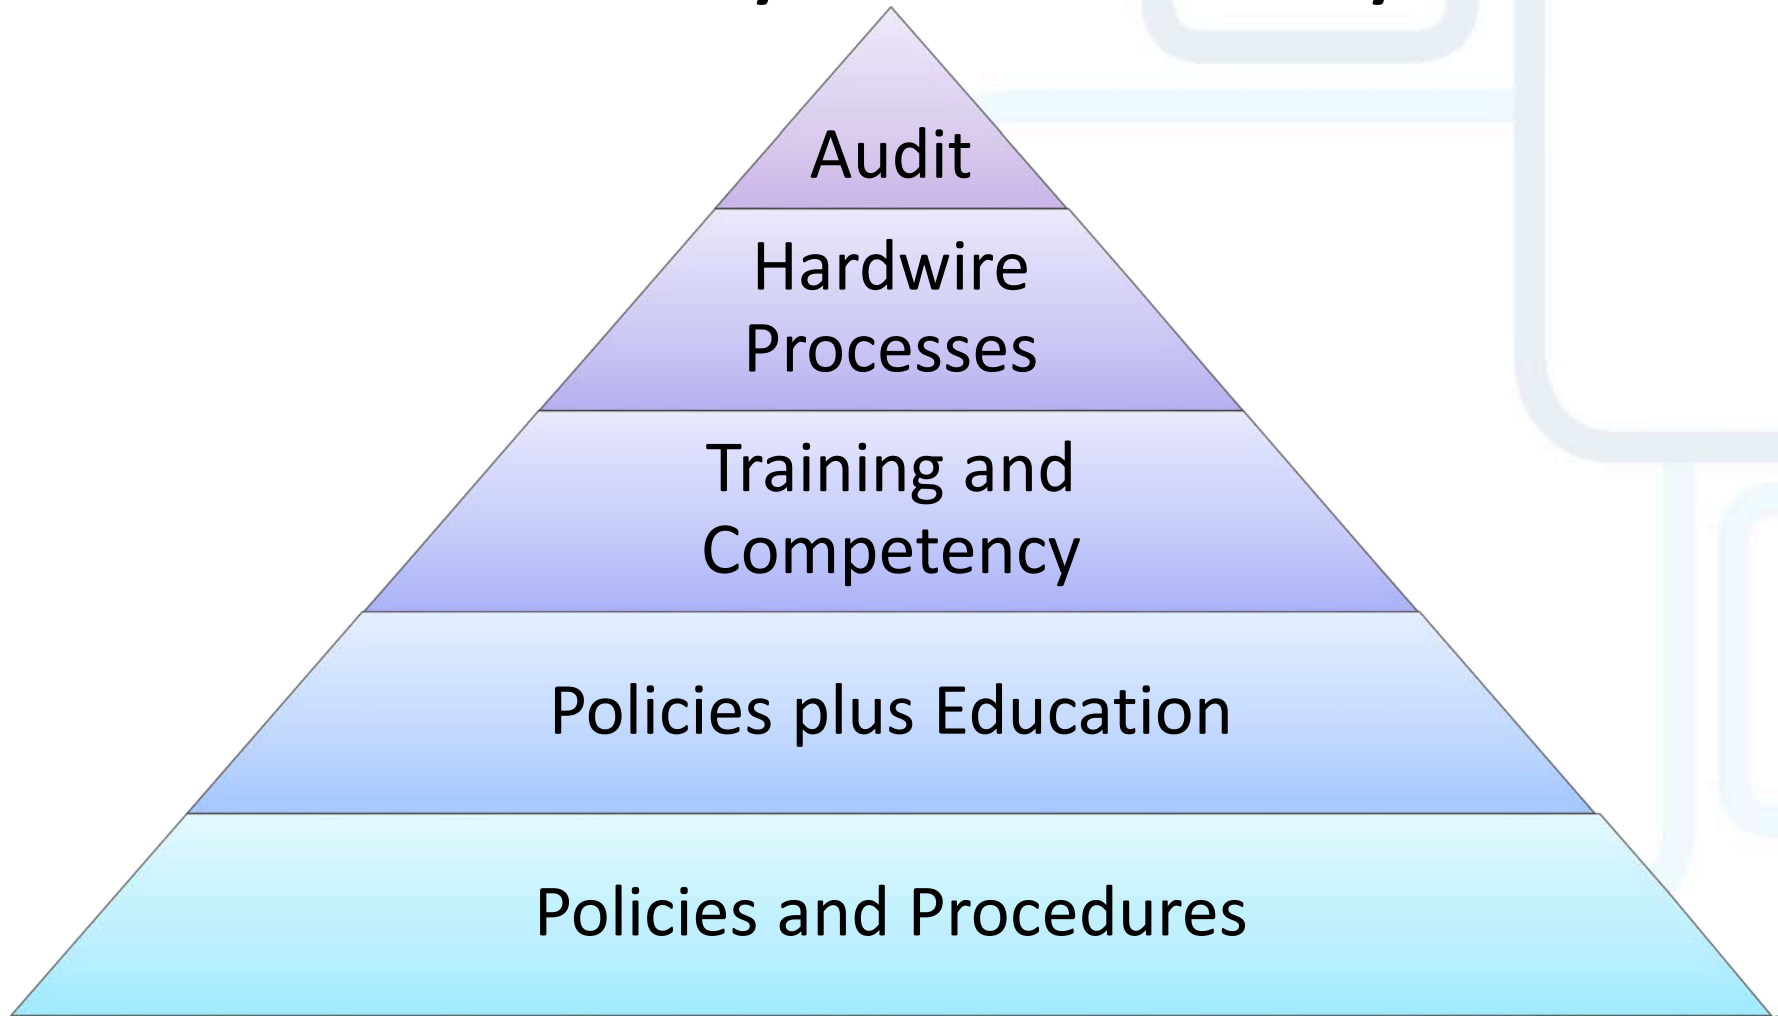 Audit
Hardwire
Processes
Training and
Competency
Policies plus Education
Policies and Procedures